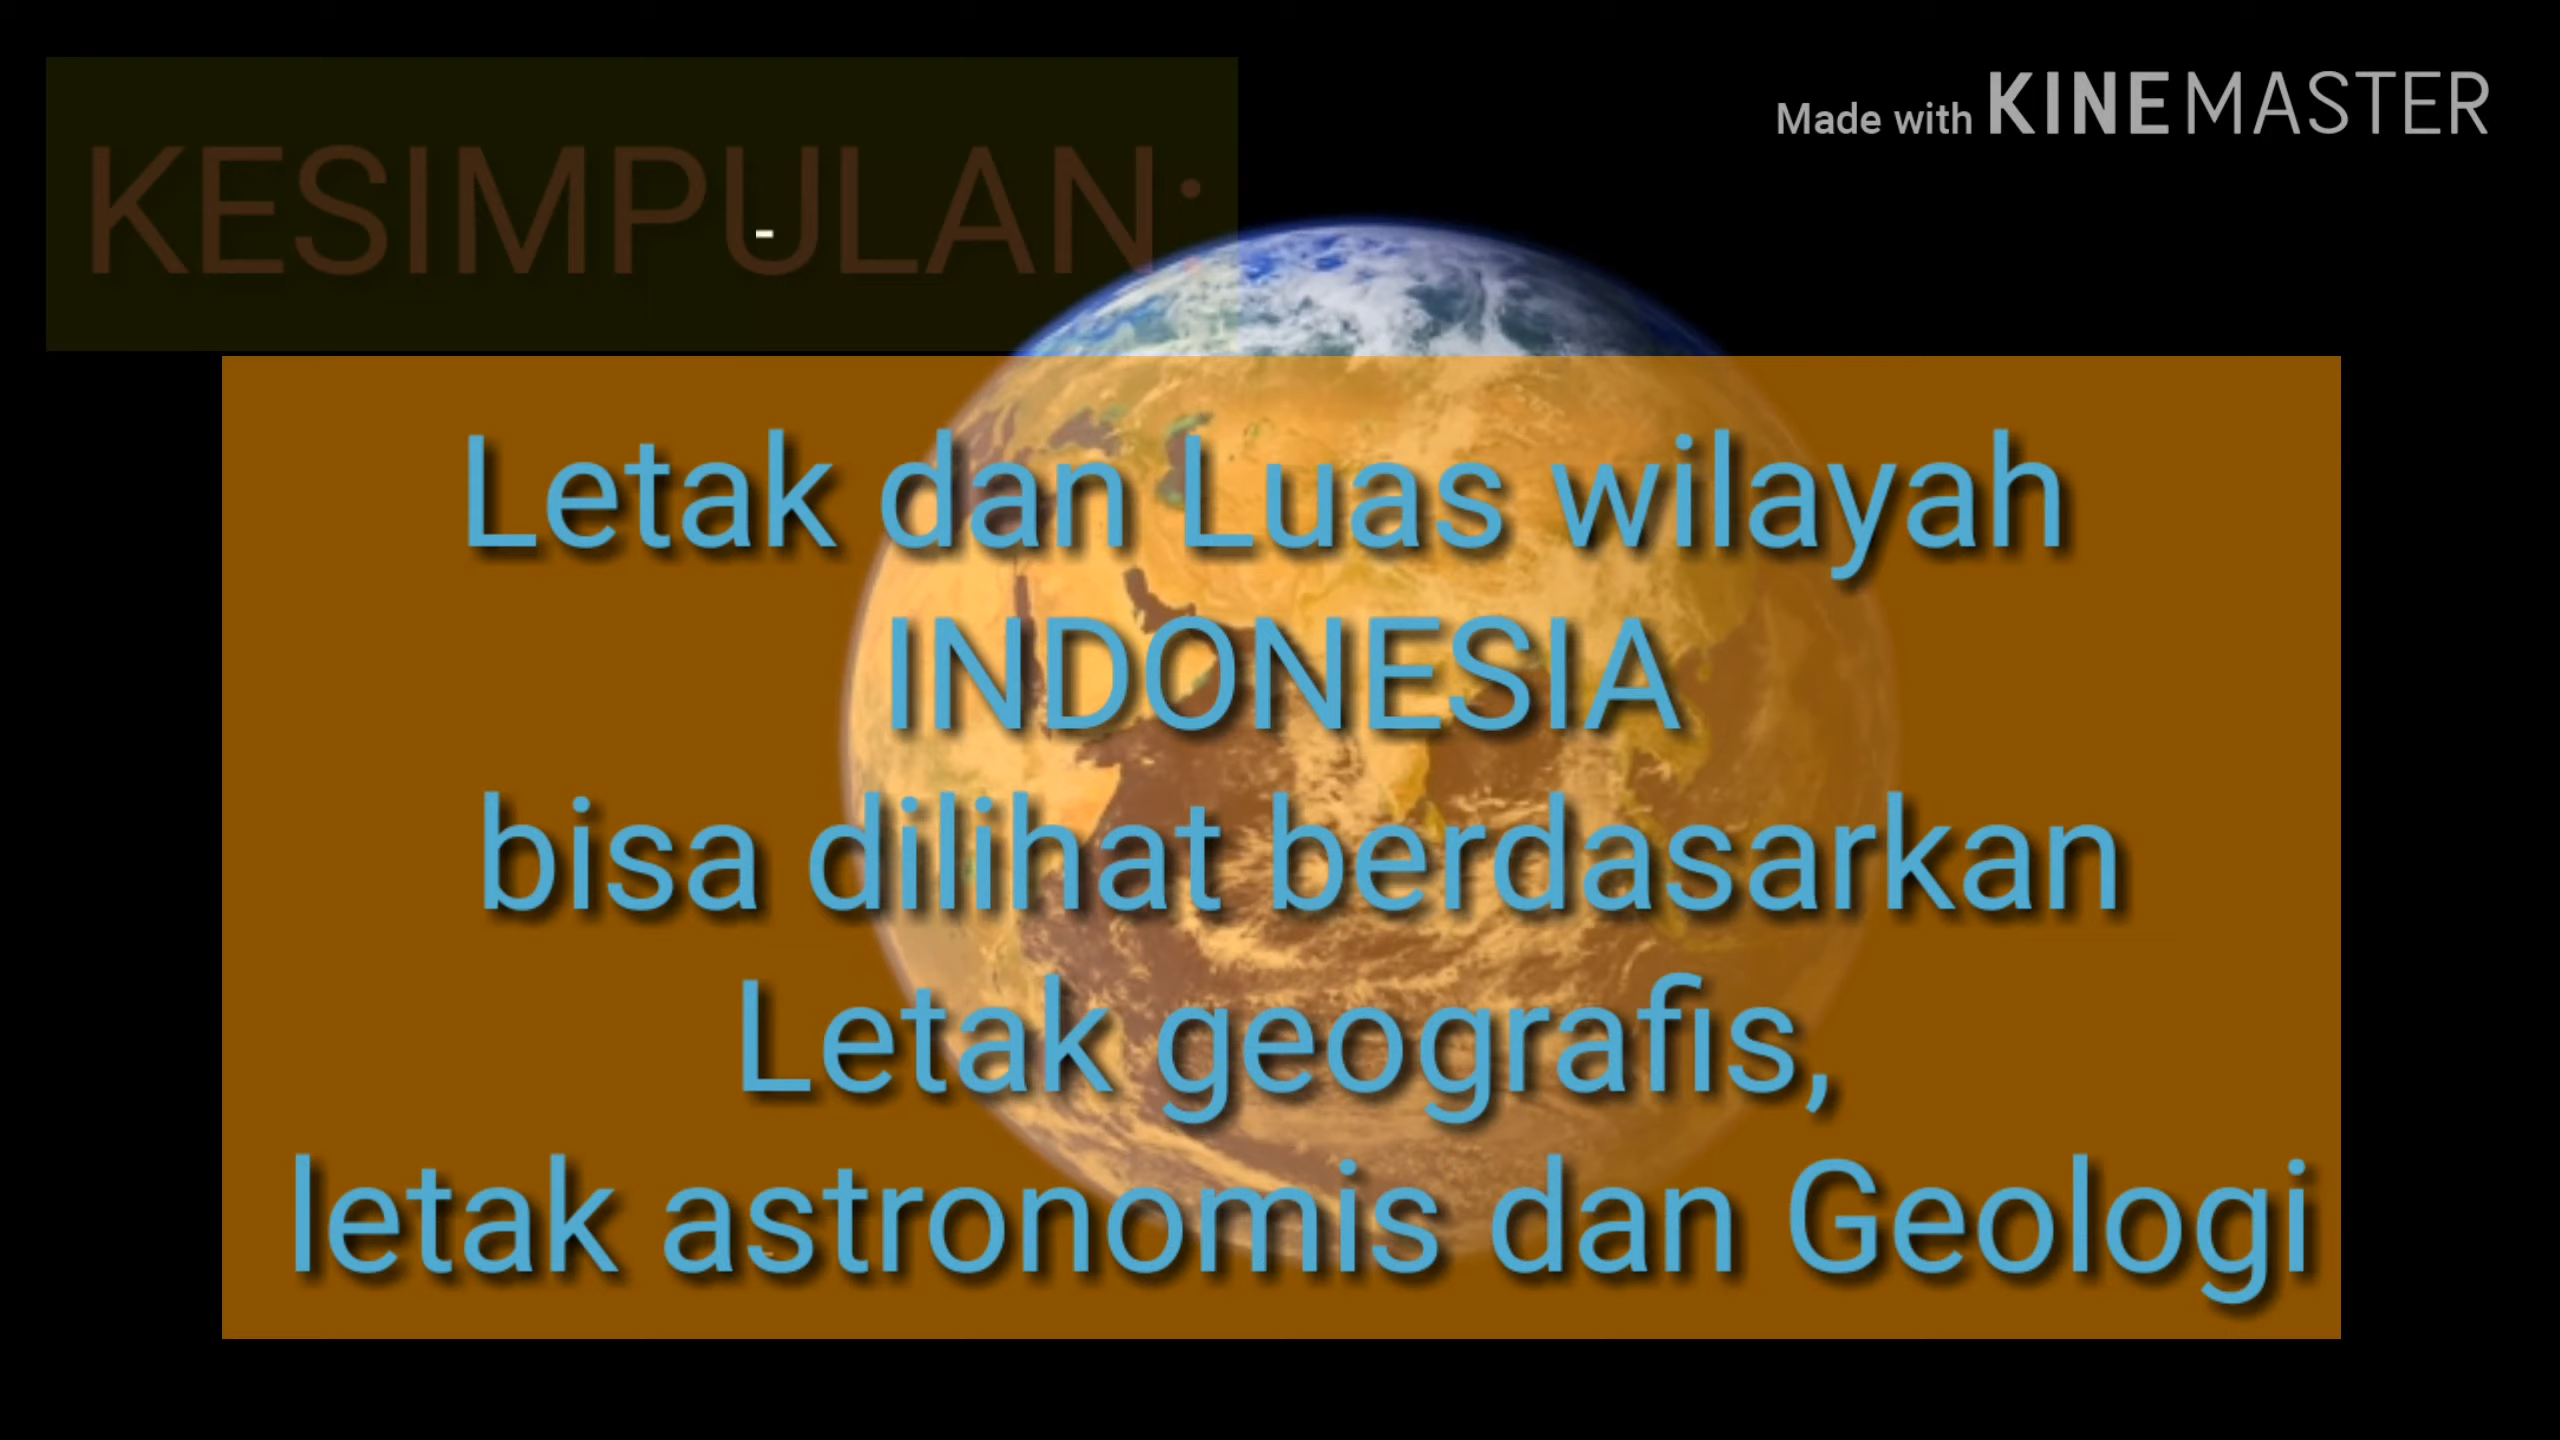 Made with KINEMASTER
KESIMPULAN:
-
Letak dan Luas wilayah
INDONESIA
bisa dilihat berdasarkan
Letak geografis,
letak astronomis dan Geologi